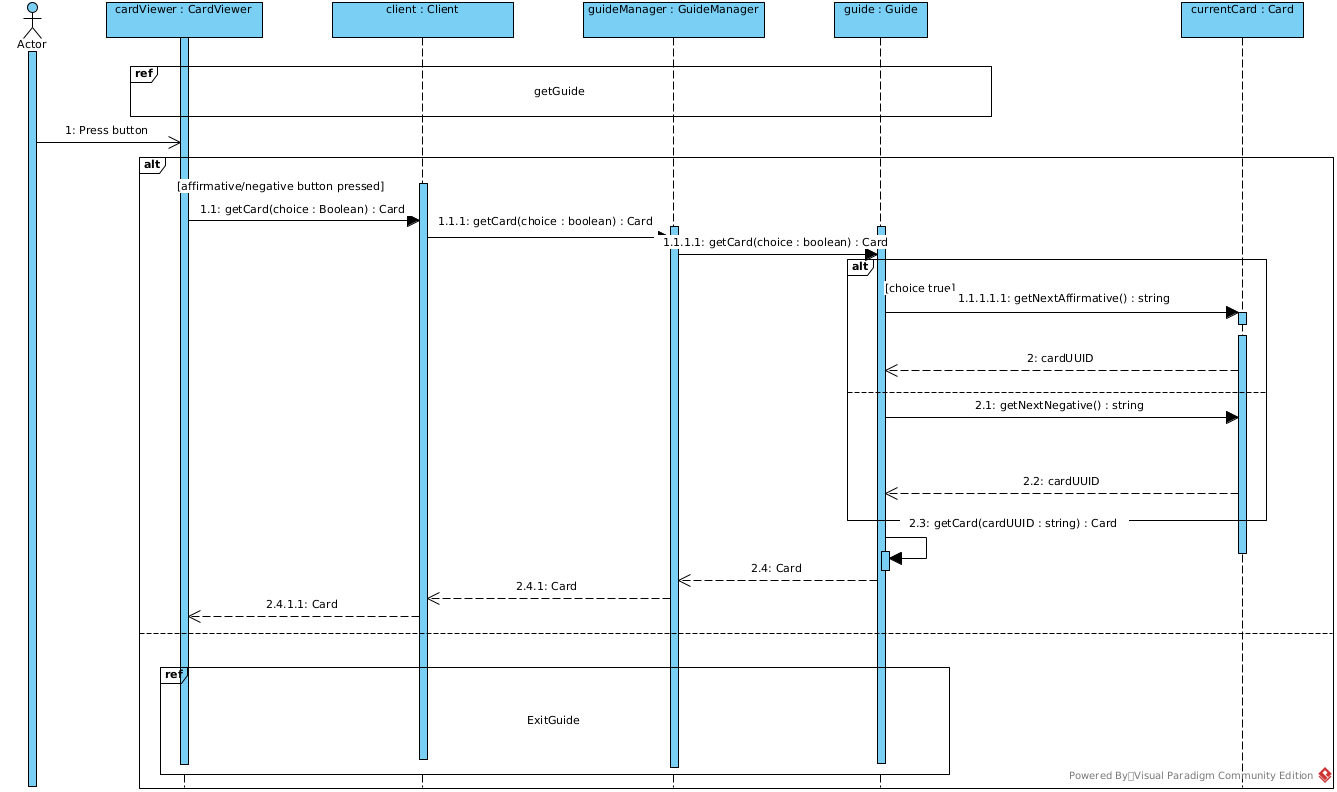 cardViewer : CardViewer
client : Client
guideManager : GuideManager
guide : Guide
currentCard : Card
Actor
ref
getGuide
1: Press button
alt
[affirmative/negative button pressed]
1.1: getCard(choice : Boolean) : Card
1.1.1: getCard(choice : boolean) : Card
1.1.1.1: getCard(choice : boolean) : Card
alt
[choice true]
1.1.1.1.1: getNextAffirmative() : string
2: cardUUID
2.1: getNextNegative() : string
2.2: cardUUID
2.3: getCard(cardUUID : string) : Card
2.4: Card
2.4.1: Card
2.4.1.1: Card
ref
ExitGuide
Powered By▯Visual Paradigm Community Edition